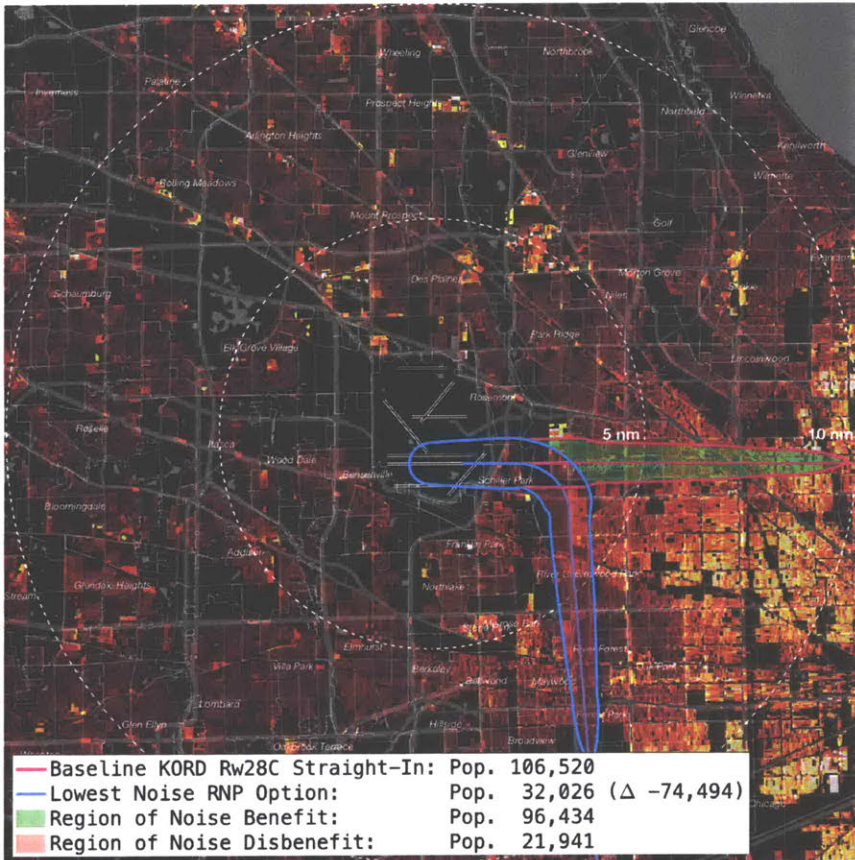 Glencoe
Wheeling
Northbrook
Palatine
Inverness
Winnetka
Prospect Height
Northfield
Arlington Heights
Kenilworth
Glenview
Wilmette
Rolling Meadows
Mount Prospect
Golf
Des Plaine
Morton Grove
Skokie
Schaumburg
Niles
Park Ridge
Elk Grove Village
Lincolnwood
Rosemont
Roselle
5 nm
10 nm
Itasca
Wood Dale
Bensenville
Schiller Park
Bloomingdale
Franklin Park
Addison
Glendale Heights
Northlake
Stream
Elmhurst
River Forest
Villa Park
Berkeley
Bellwood
Maywood
Lombard
Park
Glen Ellyn
Hillside
Oakbrook Terrace
Broadview
Baseline KORD Rw28C Straight-In: Pop. 106,520
Lowest Noise RNP Option: Pop. 32,026 (Δ -74,494)
Region of Noise Benefit: Pop. 96,434
Region of Noise Disbenefit: Pop. 21,941
Chicago